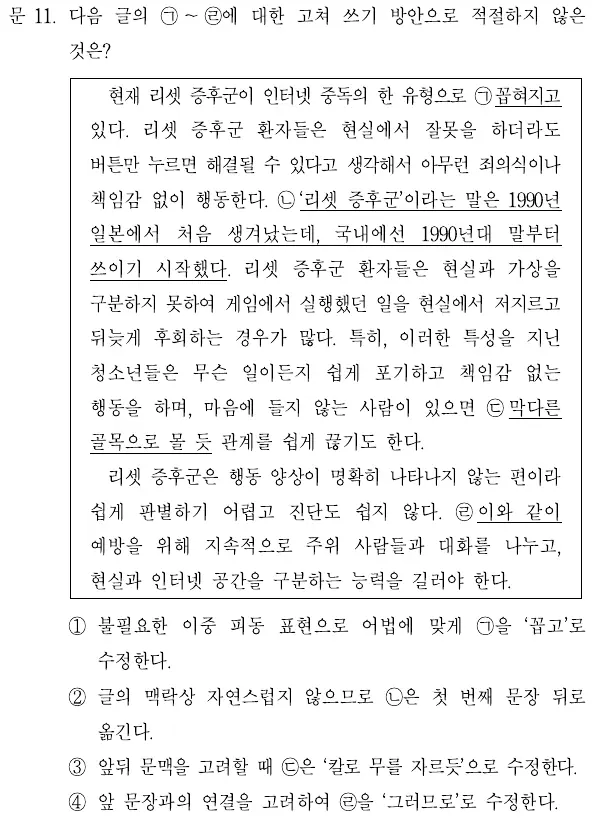 문 11. 다음 글의 ㉠ ~ ㉣에 대한 고쳐 쓰기 방안으로 적절하지 않은
것은?
현재 리셋 증후군이 인터넷 중독의 한 유형으로 ㉠ 꼽혀지고
있다. 리셋 증후군 환자들은 현실에서 잘못을 하더라도
버튼만 누르면 해결될 수 있다고 생각해서 아무런 죄의식이나
책임감 없이 행동한다. ㉡ ‘리셋 증후군’이라는 말은 1990년
일본에서 처음 생겨났는데, 국내에선 1990년대 말부터
쓰이기 시작했다. 리셋 증후군 환자들은 현실과 가상을
구분하지 못하여 게임에서 실행했던 일을 현실에서 저지르고
뒤늦게 후회하는 경우가 많다. 특히, 이러한 특성을 지닌
청소년들은 무슨 일이든지 쉽게 포기하고 책임감 없는
행동을 하며, 마음에 들지 않는 사람이 있으면 ㉢ 막다른
골목으로 몰 듯 관계를 쉽게 끊기도 한다.
리셋 증후군은 행동 양상이 명확히 나타나지 않는 편이라
쉽게 판별하기 어렵고 진단도 쉽지 않다. ㉣ 이와 같이
예방을 위해 지속적으로 주위 사람들과 대화를 나누고,
현실과 인터넷 공간을 구분하는 능력을 길러야 한다.
① 불필요한 이중 피동 표현으로 어법에 맞게 ㉠을 ‘꼽고’로
수정한다.
② 글의 맥락상 자연스럽지 않으므로 ㉡은 첫 번째 문장 뒤로
옮긴다.
③ 앞뒤 문맥을 고려할 때 ㉢은 ‘칼로 무를 자르듯’으로 수정한다.
④ 앞 문장과의 연결을 고려하여 ㉣을 ‘그러므로’로 수정한다.